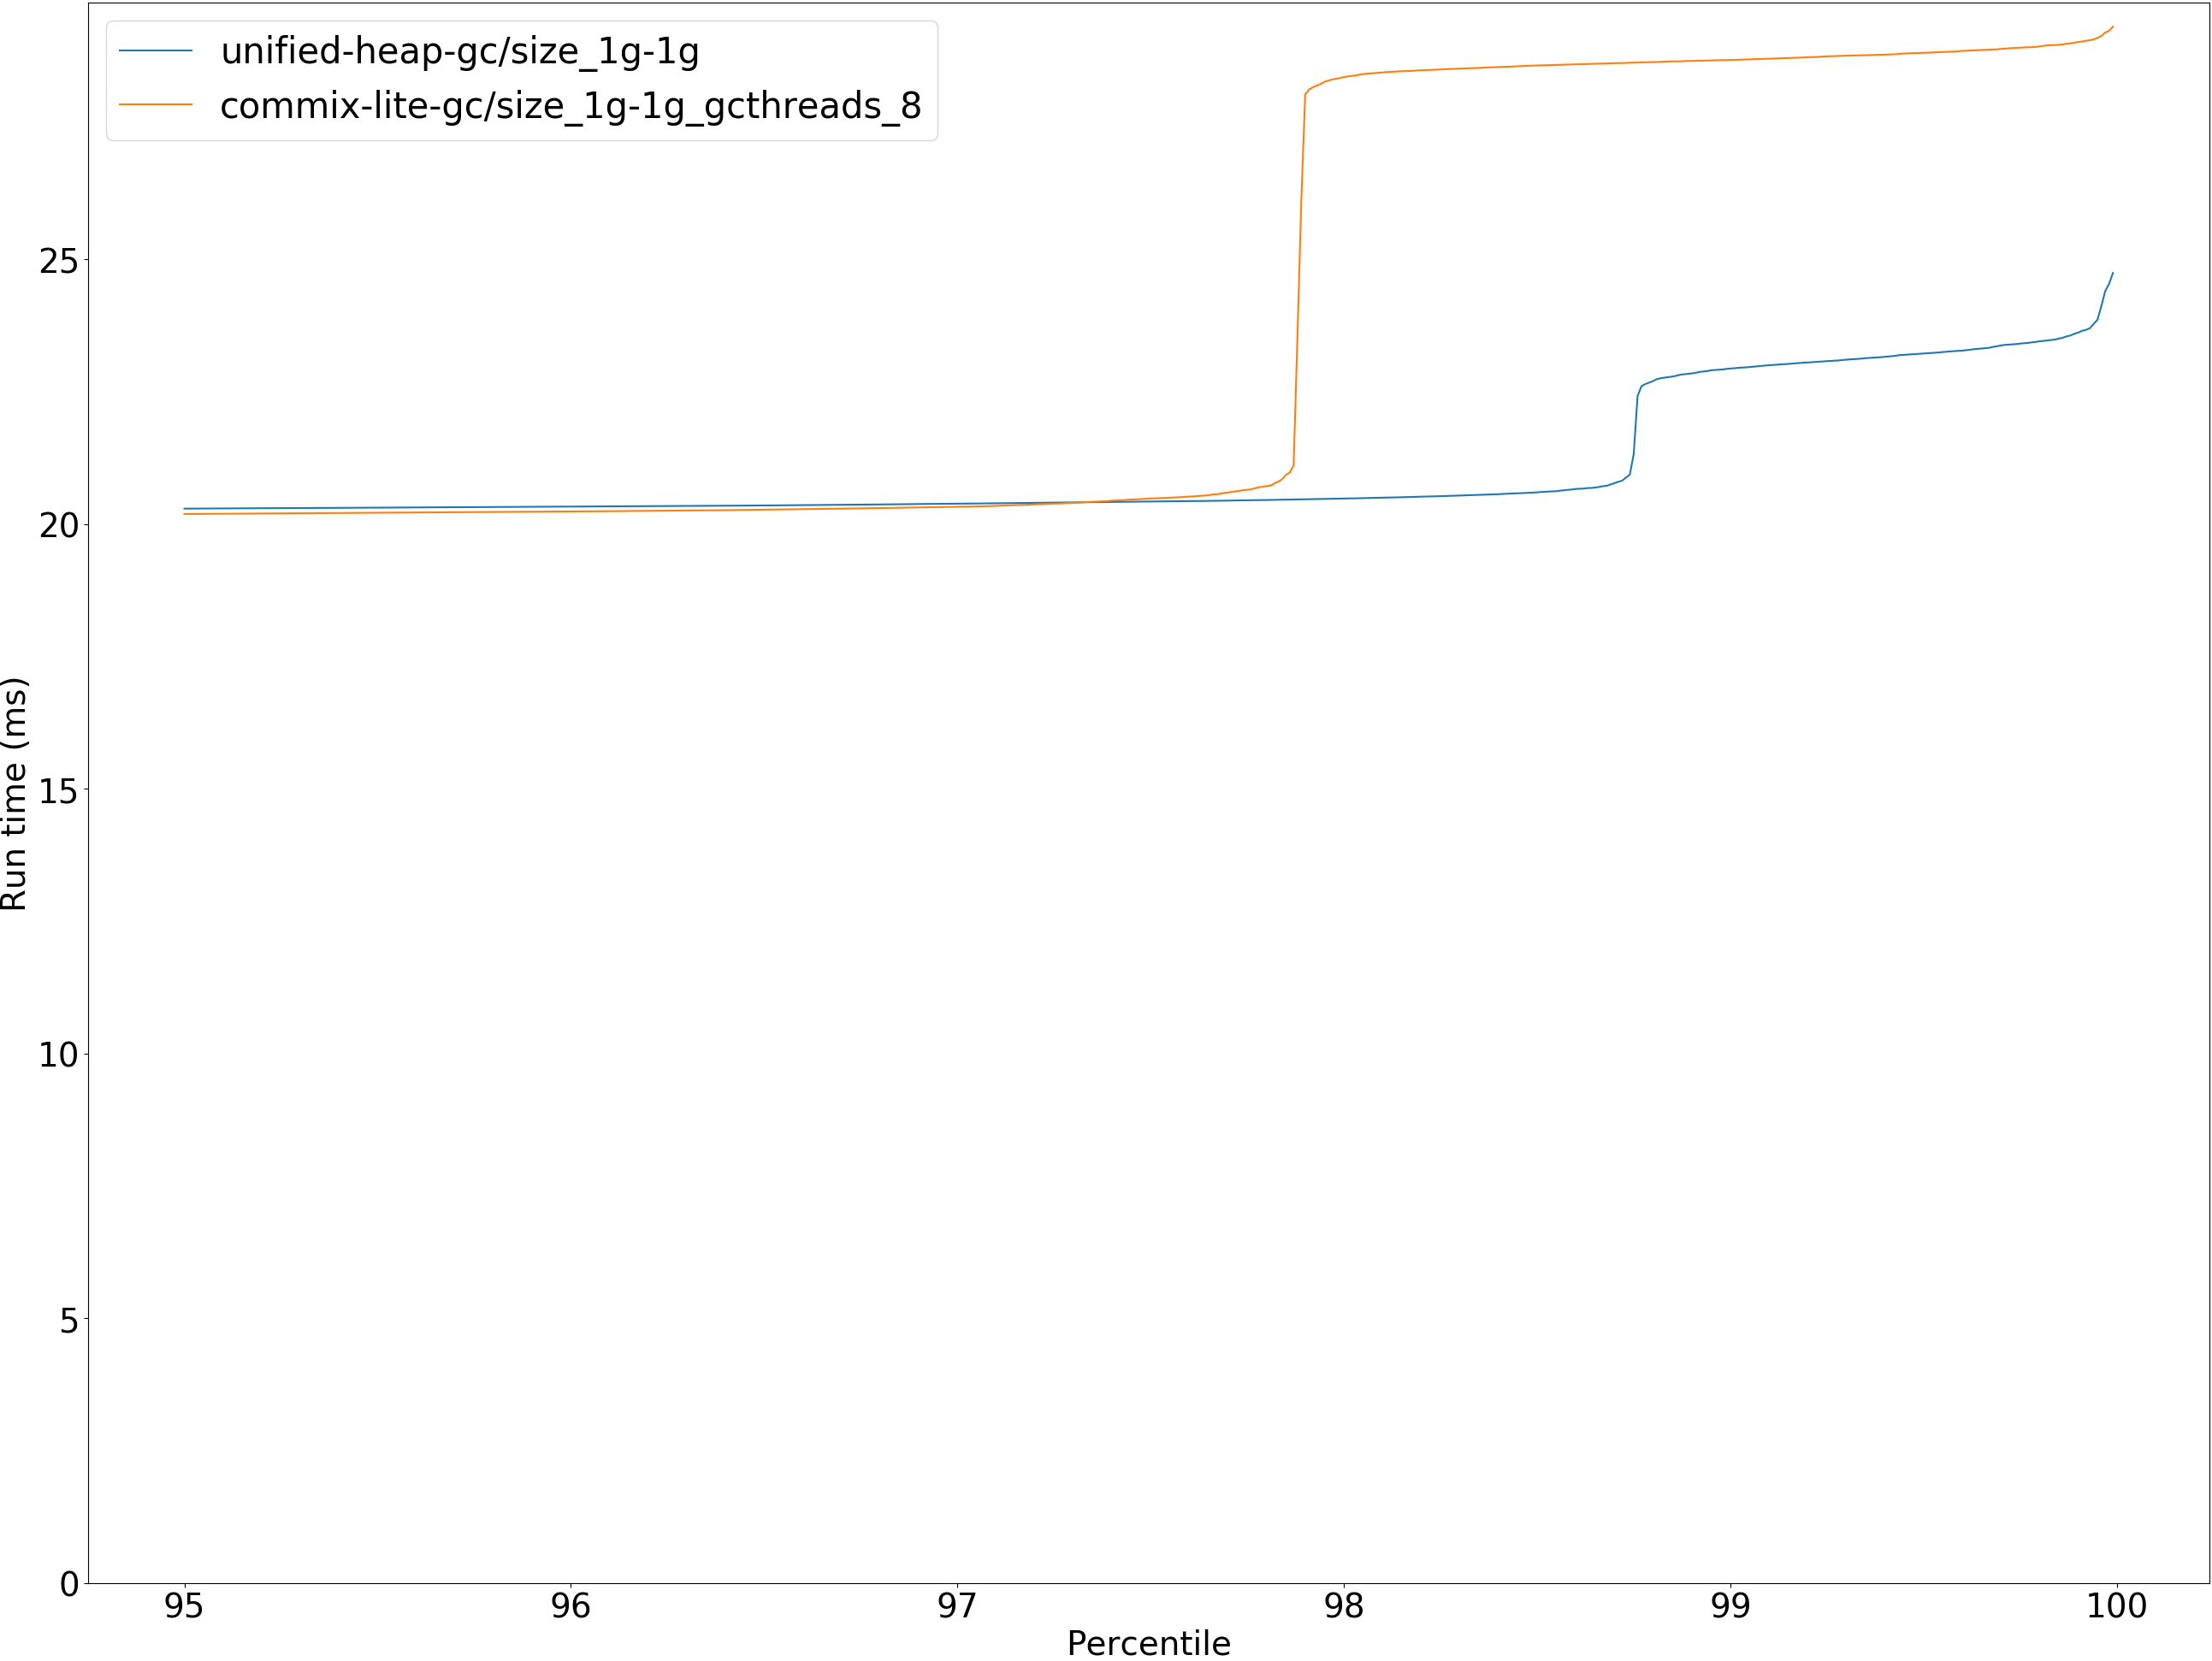 unified-heap-gc/size_1g-1g
commix-lite-gc/size_1g-1g_gcthreads_8
Run time (ms)
25
20
15
10
5
0
95 96 97 98 99 100
Percentile